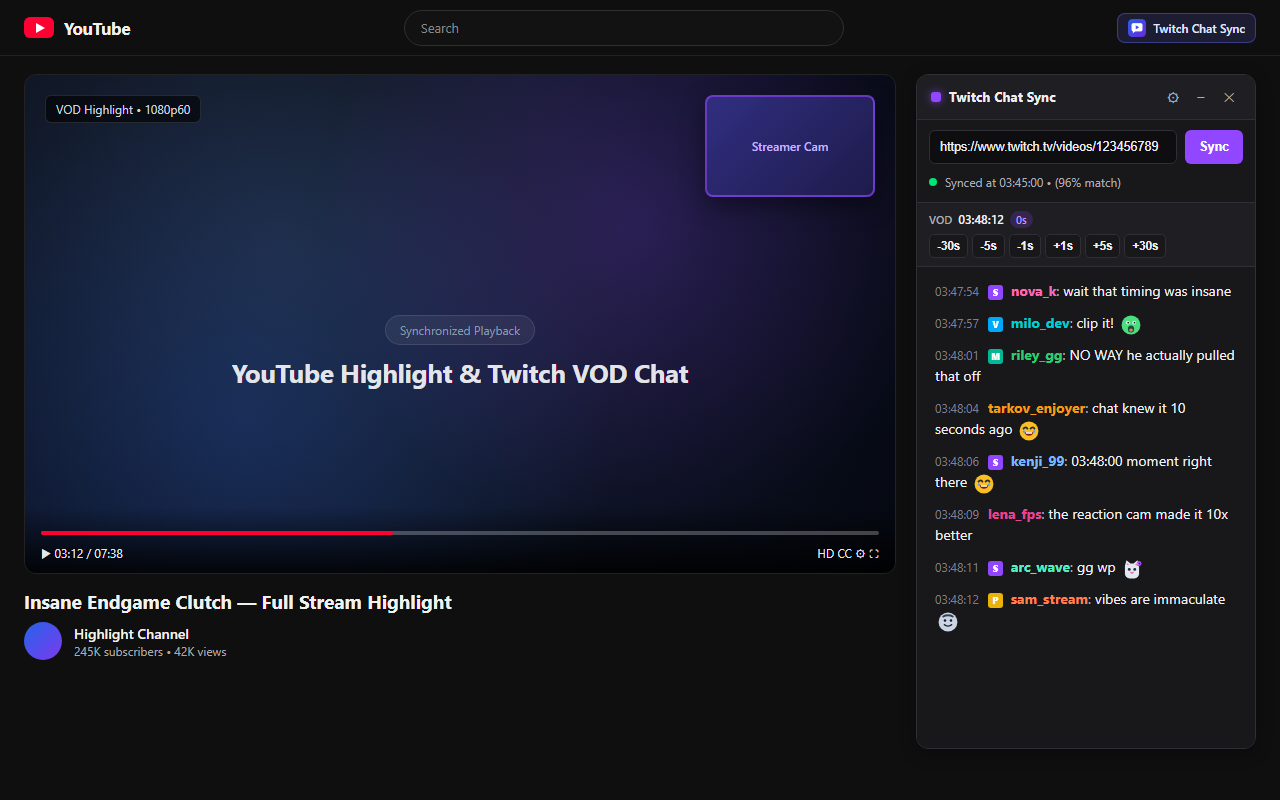 YouTube
Search
Twitch Chat Sync
VOD Highlight • 1080p60
Streamer Cam
Synchronized Playback
YouTube Highlight & Twitch VOD Chat
▶ 03:12 / 07:38
HD CC ⚙ ⛶
Insane Endgame Clutch — Full Stream Highlight
Highlight Channel
245K subscribers • 42K views
Twitch Chat Sync
https://www.twitch.tv/videos/123456789
Sync
Synced at 03:45:00 • (96% match)
VOD 03:48:12 0s
-30s -5s -1s +1s +5s +30s
03:47:54 S nova_k: wait that timing was insane
03:47:57 V milo_dev: clip it!
03:48:01 M riley_gg: NO WAY he actually pulled
that off
03:48:04 tarkov_enjoyer: chat knew it 10
seconds ago
03:48:06 S kenji_99: 03:48:00 moment right
there
03:48:09 lena_fps: the reaction cam made it 10x
better
03:48:11 S arc_wave: gg wp
03:48:12 P sam_stream: vibes are immaculate